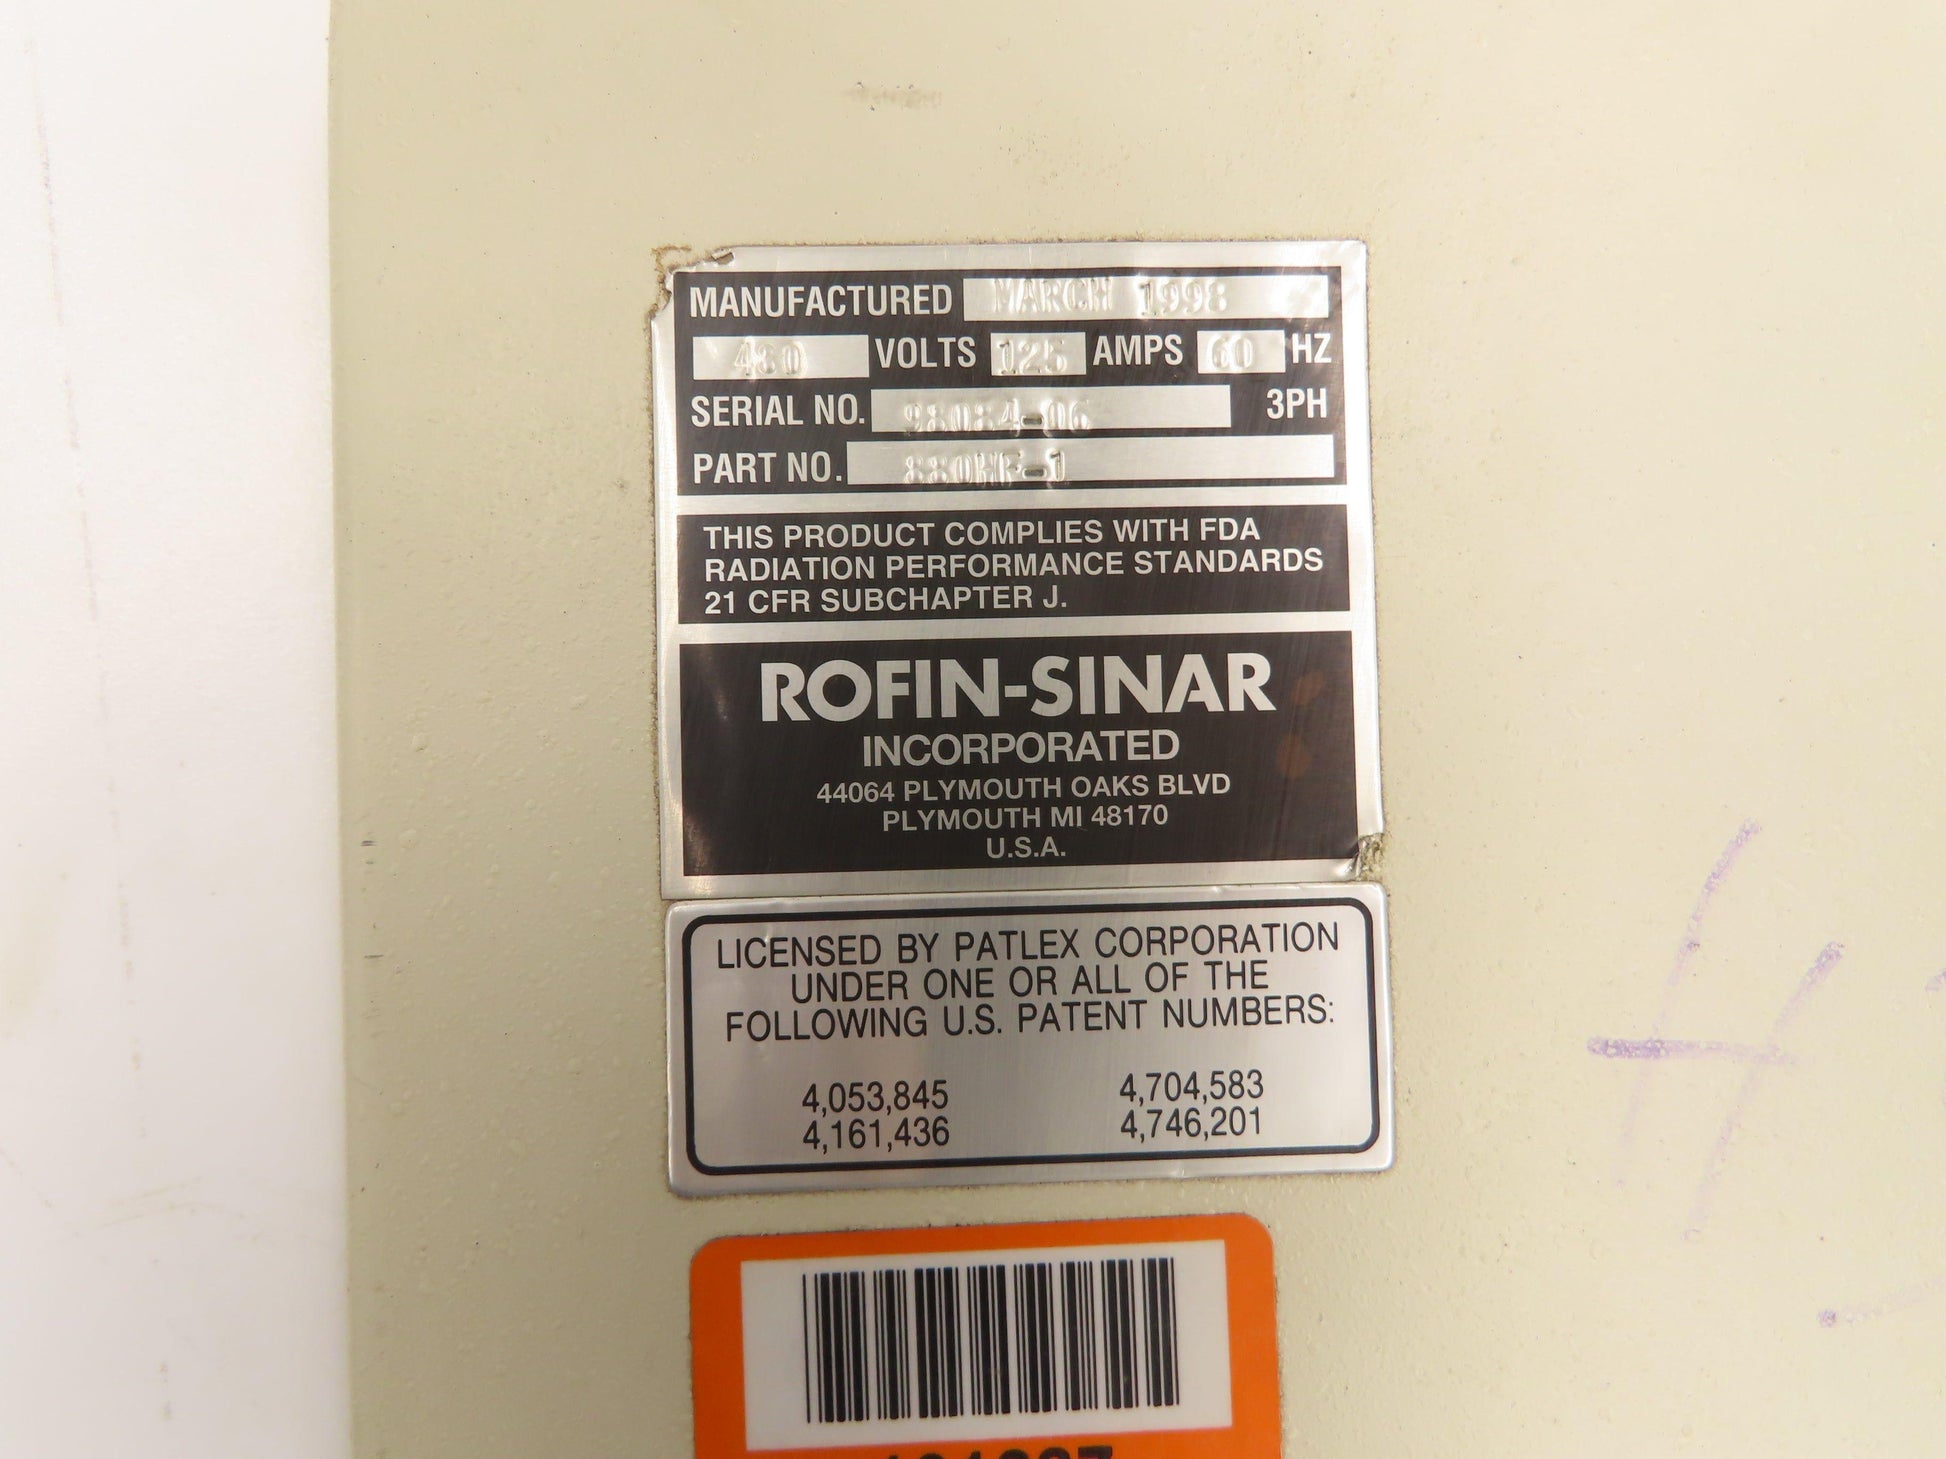 MANUFACTURED MARCH 1998
480 VOLTS 125 AMPS 60 HZ
SERIAL NO. 98084-06 3PH
PART NO. 880HF-1
THIS PRODUCT COMPLIES WITH FDA
RADIATION PERFORMANCE STANDARDS
21 CFR SUBCHAPTER J.
ROFIN-SINAR
INCORPORATED
44064 PLYMOUTH OAKS BLVD
PLYMOUTH MI 48170
U.S.A.
LICENSED BY PATLEX CORPORATION
UNDER ONE OR ALL OF THE
FOLLOWING U.S. PATENT NUMBERS:
4,053,845 4,704,583
4,161,436 4,746,201